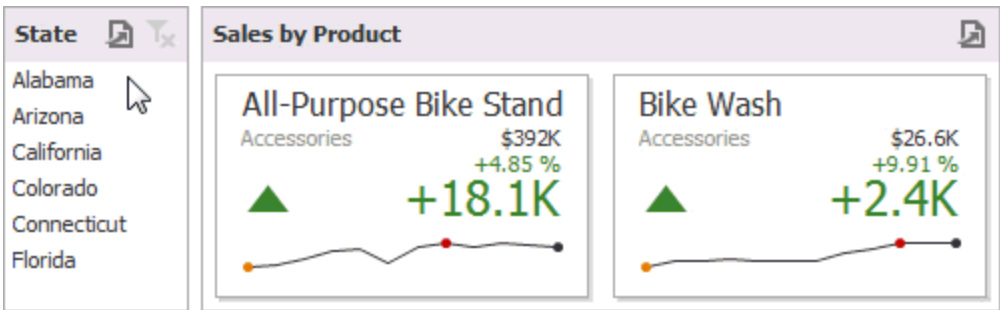 State
Alabama
Arizona
California
Colorado
Connecticut
Florida
Sales by Product
All-Purpose Bike Stand
Accessories $392K
+4.85 %
+18.1K
Bike Wash
Accessories $26.6K
+9.91 %
+2.4K